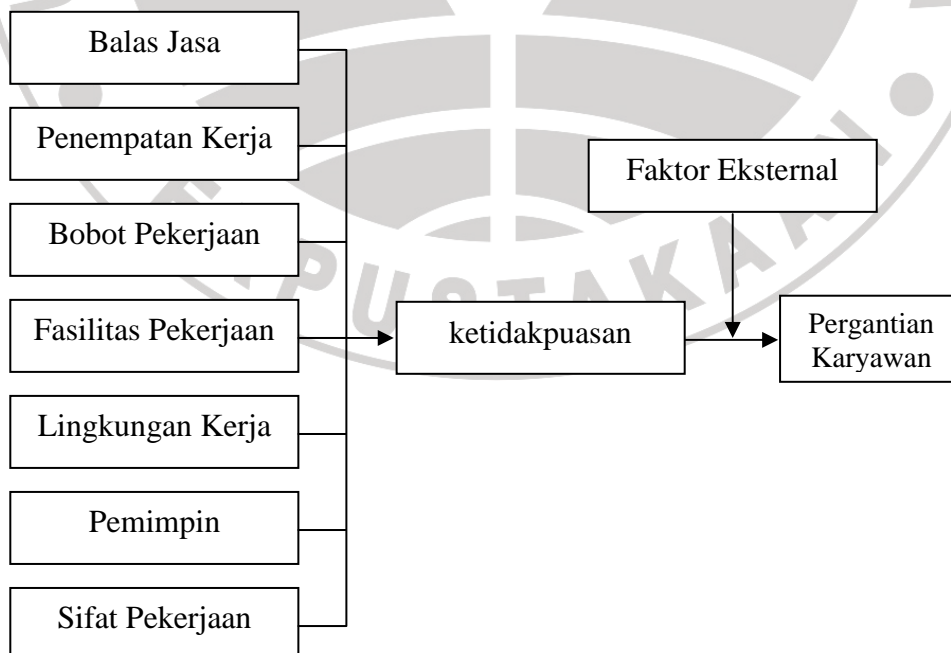 Balas Jasa
Penempatan Kerja
Bobot Pekerjaan
Fasilitas Pekerjaan
Lingkungan Kerja
Pemimpin
Sifat Pekerjaan
ketidakpuasan
Faktor Eksternal
Pergantian
Karyawan